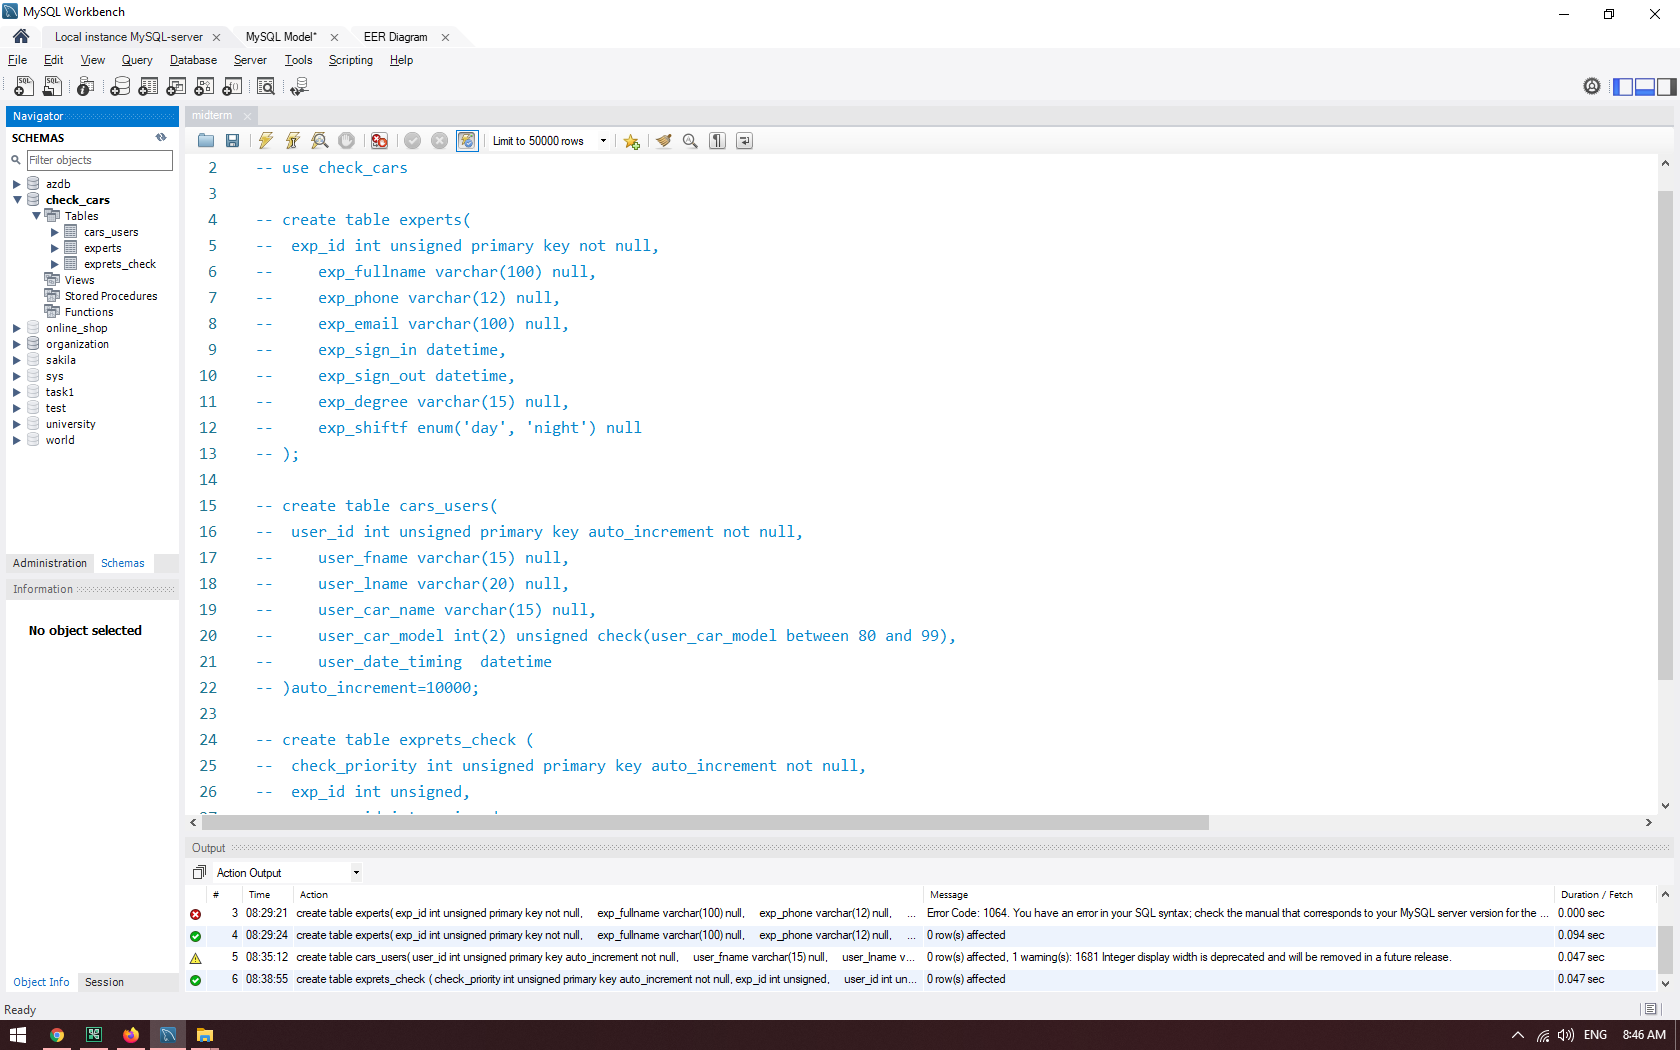 MySQL Workbench
Local instance MySQL-server
MySQL Model*
EER Diagram
File Edit View Query Database Server Tools Scripting Help
Navigator
SCHEMAS
Filter objects
azdb
check_cars
Tables
cars_users
experts
exprets_check
Views
Stored Procedures
Functions
online_shop
organization
sakila
sys
task1
test
university
world
Administration Schemas
Information
No object selected
Object Info Session
midterm
Limit to 50000 rows
2 -- use check_cars
3
4 -- create table experts(
5 -- exp_id int unsigned primary key not null,
6 -- exp_fullname varchar(100) null,
7 -- exp_phone varchar(12) null,
8 -- exp_email varchar(100) null,
9 -- exp_sign_in datetime,
10 -- exp_sign_out datetime,
11 -- exp_degree varchar(15) null,
12 -- exp_shiftf enum('day', 'night') null
13 -- );
14
15 -- create table cars_users(
16 -- user_id int unsigned primary key auto_increment not null,
17 -- user_fname varchar(15) null,
18 -- user_lname varchar(20) null,
19 -- user_car_name varchar(15) null,
20 -- user_car_model int(2) unsigned check(user_car_model between 80 and 99),
21 -- user_date_timing datetime
22 -- )auto_increment=10000;
23
24 -- create table exprets_check (
25 -- check_priority int unsigned primary key auto_increment not null,
26 -- exp_id int unsigned,
Output
Action Output
# Time Action Message Duration / Fetch
3 08:29:21 create table experts( exp_id int unsigned primary key not null, exp_fullname varchar(100) null, exp_phone varchar(12) null, ... Error Code: 1064. You have an error in your SQL syntax; check the manual that corresponds to your MySQL server version for the ... 0.000 sec
4 08:29:24 create table experts( exp_id int unsigned primary key not null, exp_fullname varchar(100) null, exp_phone varchar(12) null, ... 0 row(s) affected 0.094 sec
5 08:35:12 create table cars_users( user_id int unsigned primary key auto_increment not null, user_fname varchar(15) null, user_lname v... 0 row(s) affected, 1 warning(s): 1681 Integer display width is deprecated and will be removed in a future release. 0.047 sec
6 08:38:55 create table exprets_check ( check_priority int unsigned primary key auto_increment not null, exp_id int unsigned, user_id int un... 0 row(s) affected 0.047 sec
Ready
ENG 8:46 AM